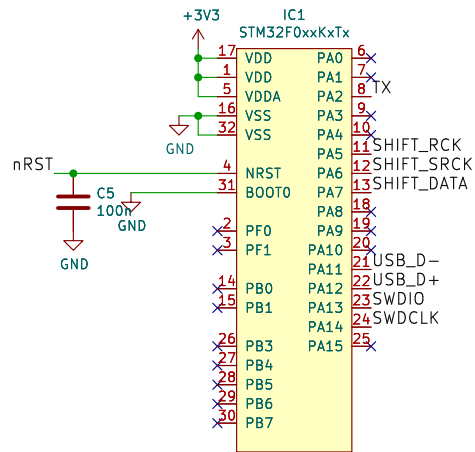 +3V3
IC1
STM32F0xxKxTx
17 VDD PA0 6
1 VDD PA1 7
5 VDDA PA2 8 TX
16 VSS PA3 9
32 VSS PA4 10
GND
PA5 11 SHIFT_RCK
nRST 4 NRST PA6 12 SHIFT_SRCK
31 BOOT0 PA7 13 SHIFT_DATA
C5
100n
GND
PA8 18
2 PF0 PA9 19
3 PF1 PA10 20
GND
PA11 21 USB_D-
14 PB0 PA12 22 USB_D+
15 PB1 PA13 23 SWDIO
PA14 24 SWDCLK
26 PB3 PA15 25
27 PB4
28 PB5
29 PB6
30 PB7